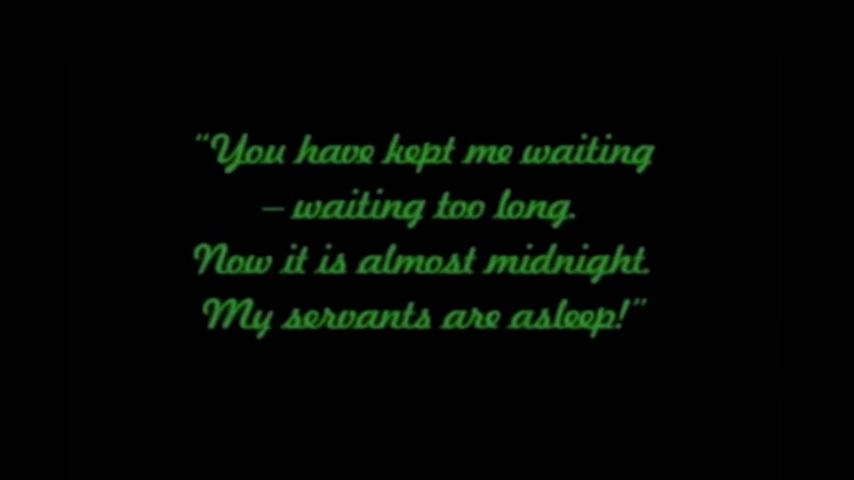 “You have kept me waiting
– waiting too long.
Now it is almost midnight.
My servants are asleep!”